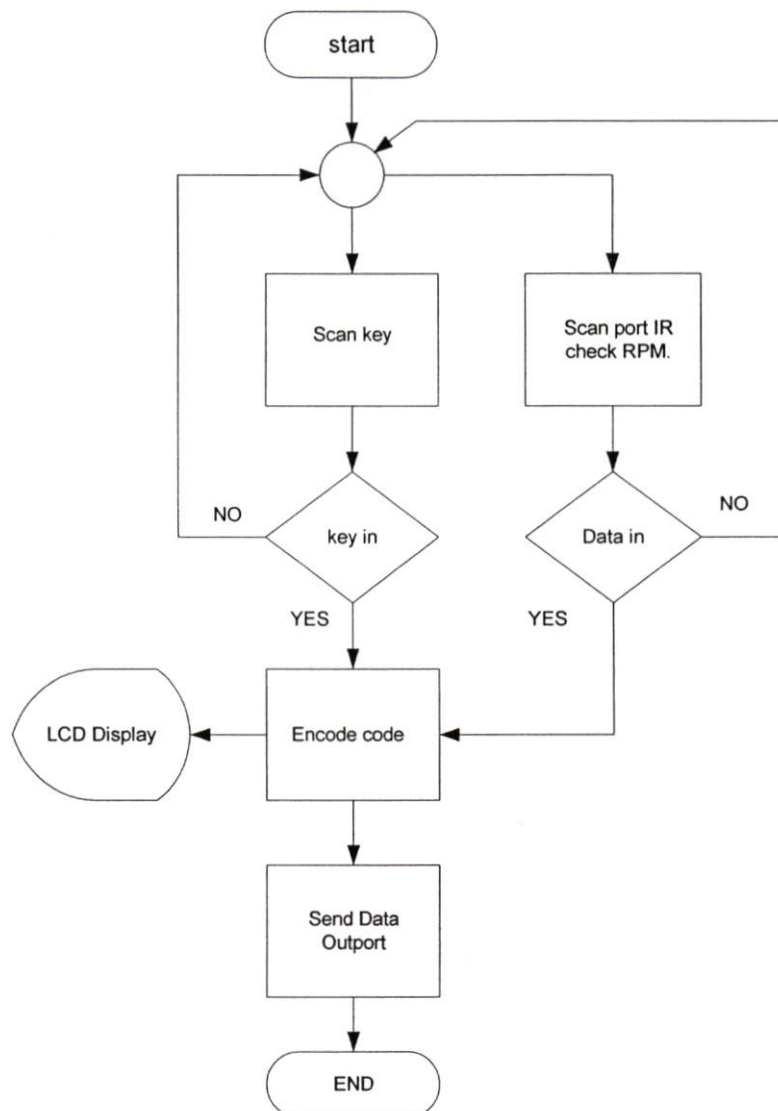 start
Scan key
Scan port IR
check RPM.
NO
key in
Data in
NO
YES
YES
LCD Display
Encode code
Send Data
Outport
END